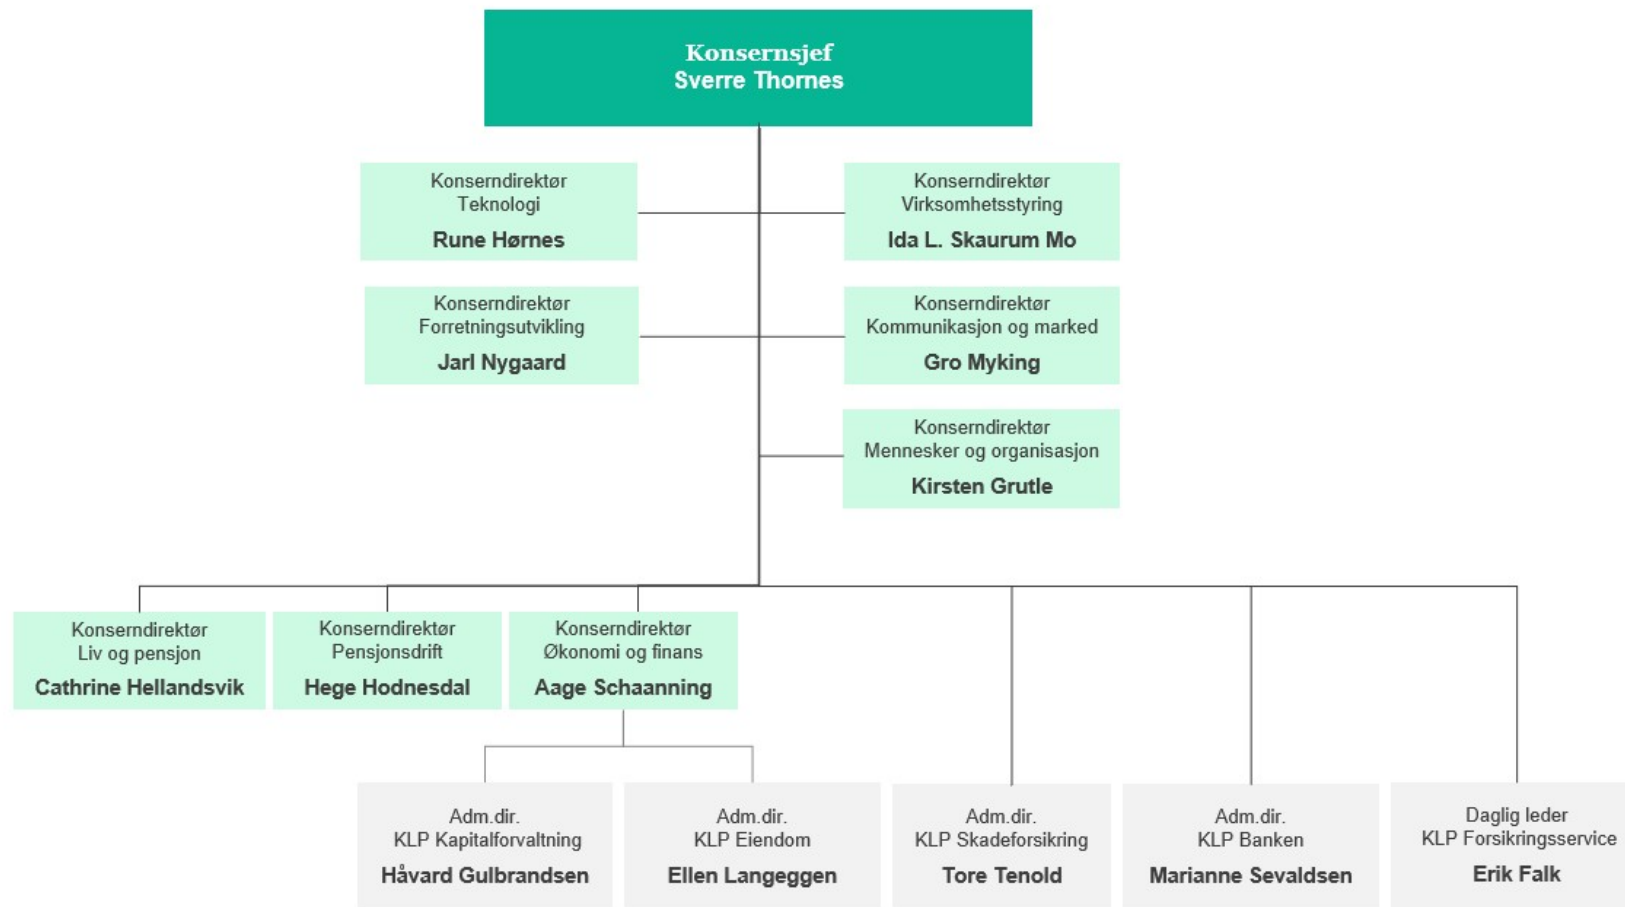 Konsernsjef
Sverre Thornes
Konserndirektør
Teknologi
Rune Hørnes
Konserndirektør
Virksomhetsstyring
Ida L. Skaurum Mo
Konserndirektør
Forretningsutvikling
Jarl Nygaard
Konserndirektør
Kommunikasjon og marked
Gro Myking
Konserndirektør
Mennesker og organisasjon
Kirsten Grutle
Konserndirektør
Liv og pensjon
Cathrine Hellandsvik
Konserndirektør
Pensjonsdrift
Hege Hodnesdal
Konserndirektør
Økonomi og finans
Aage Schaanning
Adm.dir.
KLP Kapitalforvaltning
Håvard Gulbrandsen
Adm.dir.
KLP Eiendom
Ellen Langeggen
Adm.dir.
KLP Skadeforsikring
Tore Tenold
Adm.dir.
KLP Banken
Marianne Sevaldsen
Daglig leder
KLP Forsikringsservice
Erik Falk